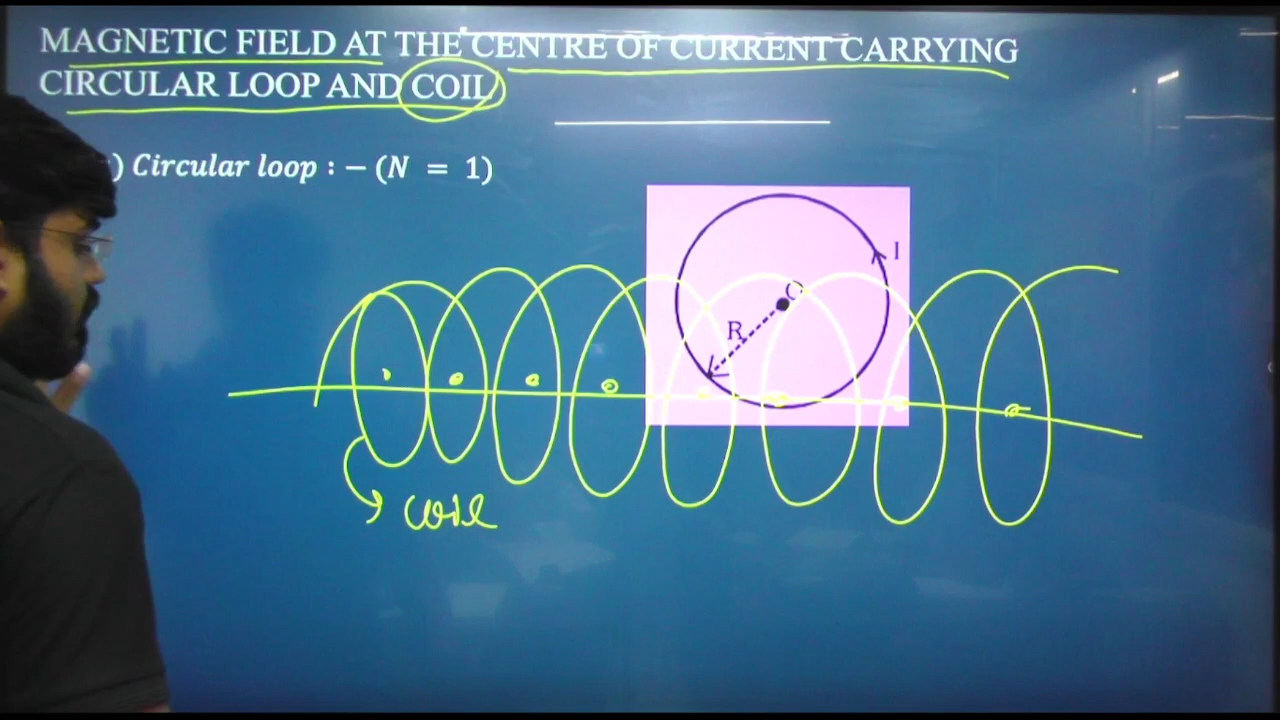 MAGNETIC FIELD AT THE CENTRE OF CURRENT CARRYING
CIRCULAR LOOP AND COIL
) Circular loop : − (N = 1)
I
O
R
coil